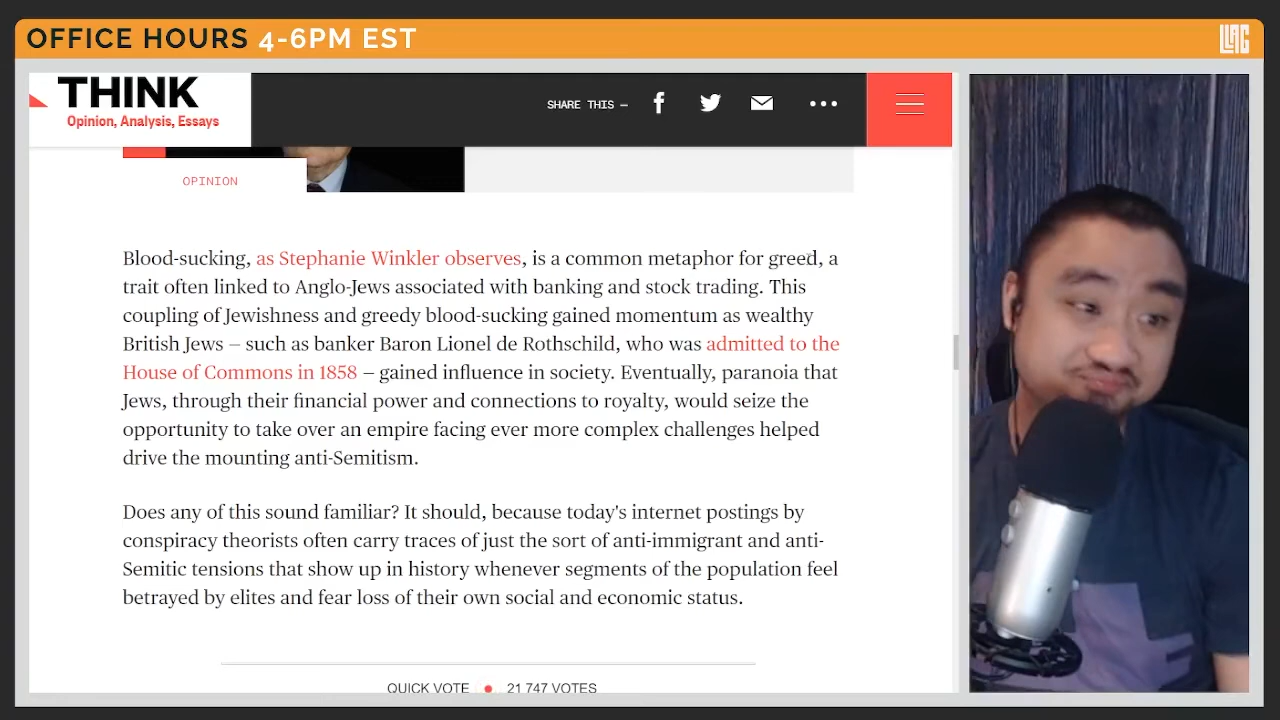 OFFICE HOURS 4-6PM EST
LLAG
THINK
Opinion, Analysis, Essays
SHARE THIS —
OPINION
Blood-sucking, as Stephanie Winkler observes, is a common metaphor for greed, a
trait often linked to Anglo-Jews associated with banking and stock trading. This
coupling of Jewishness and greedy blood-sucking gained momentum as wealthy
British Jews — such as banker Baron Lionel de Rothschild, who was admitted to the
House of Commons in 1858 — gained influence in society. Eventually, paranoia that
Jews, through their financial power and connections to royalty, would seize the
opportunity to take over an empire facing ever more complex challenges helped
drive the mounting anti-Semitism.
Does any of this sound familiar? It should, because today's internet postings by
conspiracy theorists often carry traces of just the sort of anti-immigrant and anti-
Semitic tensions that show up in history whenever segments of the population feel
betrayed by elites and fear loss of their own social and economic status.
QUICK VOTE • 21,747 VOTES